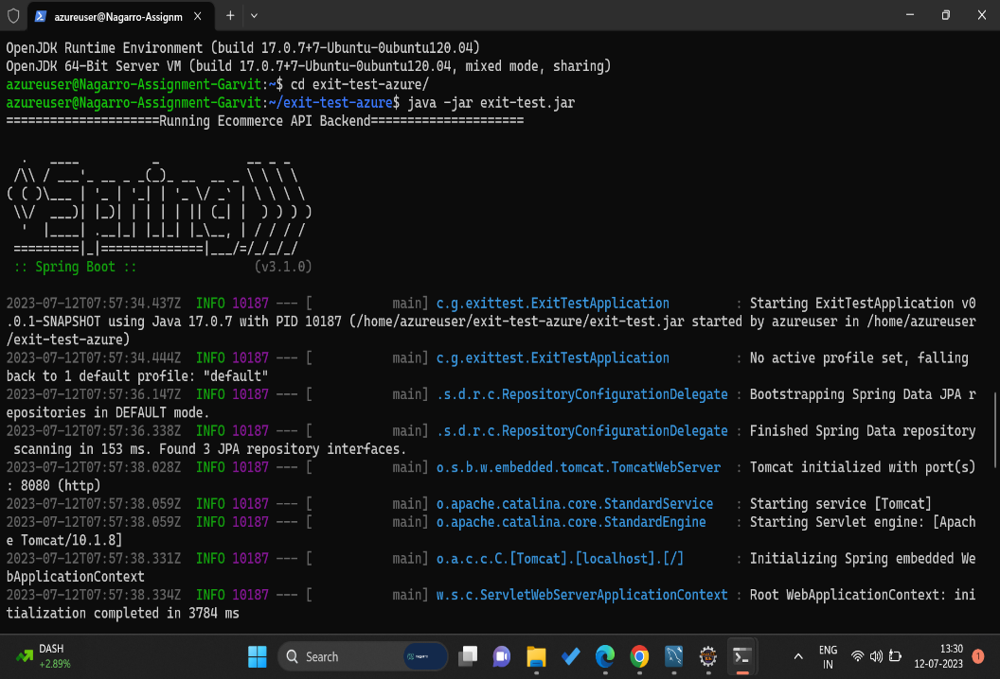 azureuser@Nagarro-Assignm
OpenJDK Runtime Environment (build 17.0.7+7-Ubuntu-0ubuntu120.04)
OpenJDK 64-Bit Server VM (build 17.0.7+7-Ubuntu-0ubuntu120.04, mixed mode, sharing)
azureuser@Nagarro-Assignment-Garvit:~$ cd exit-test-azure/
azureuser@Nagarro-Assignment-Garvit:~/exit-test-azure$ java -jar exit-test.jar
=====================Running Ecommerce API Backend=====================
  .   ____          _            __ _ _
 /\\ / ___'_ __ _ _(_)_ __  __ _ \ \ \ \
( ( )\___ | '_ | '_| | '_ \/ _` | \ \ \ \
 \\/  ___)| |_)| | | | | || (_| |  ) ) ) )
  '  |____| .__|_| |_|_| |_\__, | / / / /
 =========|_|==============|___/=/_/_/_/
 :: Spring Boot ::                (v3.1.0)
2023-07-12T07:57:34.437Z  INFO 10187 --- [           main] c.g.exittest.ExitTestApplication         : Starting ExitTestApplication v0
.0.1-SNAPSHOT using Java 17.0.7 with PID 10187 (/home/azureuser/exit-test-azure/exit-test.jar started by azureuser in /home/azureuser
/exit-test-azure)
2023-07-12T07:57:34.444Z  INFO 10187 --- [           main] c.g.exittest.ExitTestApplication         : No active profile set, falling
back to 1 default profile: "default"
2023-07-12T07:57:36.147Z  INFO 10187 --- [           main] .s.d.r.c.RepositoryConfigurationDelegate : Bootstrapping Spring Data JPA r
epositories in DEFAULT mode.
2023-07-12T07:57:36.338Z  INFO 10187 --- [           main] .s.d.r.c.RepositoryConfigurationDelegate : Finished Spring Data repository
 scanning in 153 ms. Found 3 JPA repository interfaces.
2023-07-12T07:57:38.028Z  INFO 10187 --- [           main] o.s.b.w.embedded.tomcat.TomcatWebServer  : Tomcat initialized with port(s)
: 8080 (http)
2023-07-12T07:57:38.059Z  INFO 10187 --- [           main] o.apache.catalina.core.StandardService   : Starting service [Tomcat]
2023-07-12T07:57:38.059Z  INFO 10187 --- [           main] o.apache.catalina.core.StandardEngine    : Starting Servlet engine: [Apach
e Tomcat/10.1.8]
2023-07-12T07:57:38.331Z  INFO 10187 --- [           main] o.a.c.c.C.[Tomcat].[localhost].[/]       : Initializing Spring embedded We
bApplicationContext
2023-07-12T07:57:38.334Z  INFO 10187 --- [           main] w.s.c.ServletWebServerApplicationContext : Root WebApplicationContext: ini
tialization completed in 3784 ms
DASH
+2.89%
Search
ENG
IN
13:30
12-07-2023
1